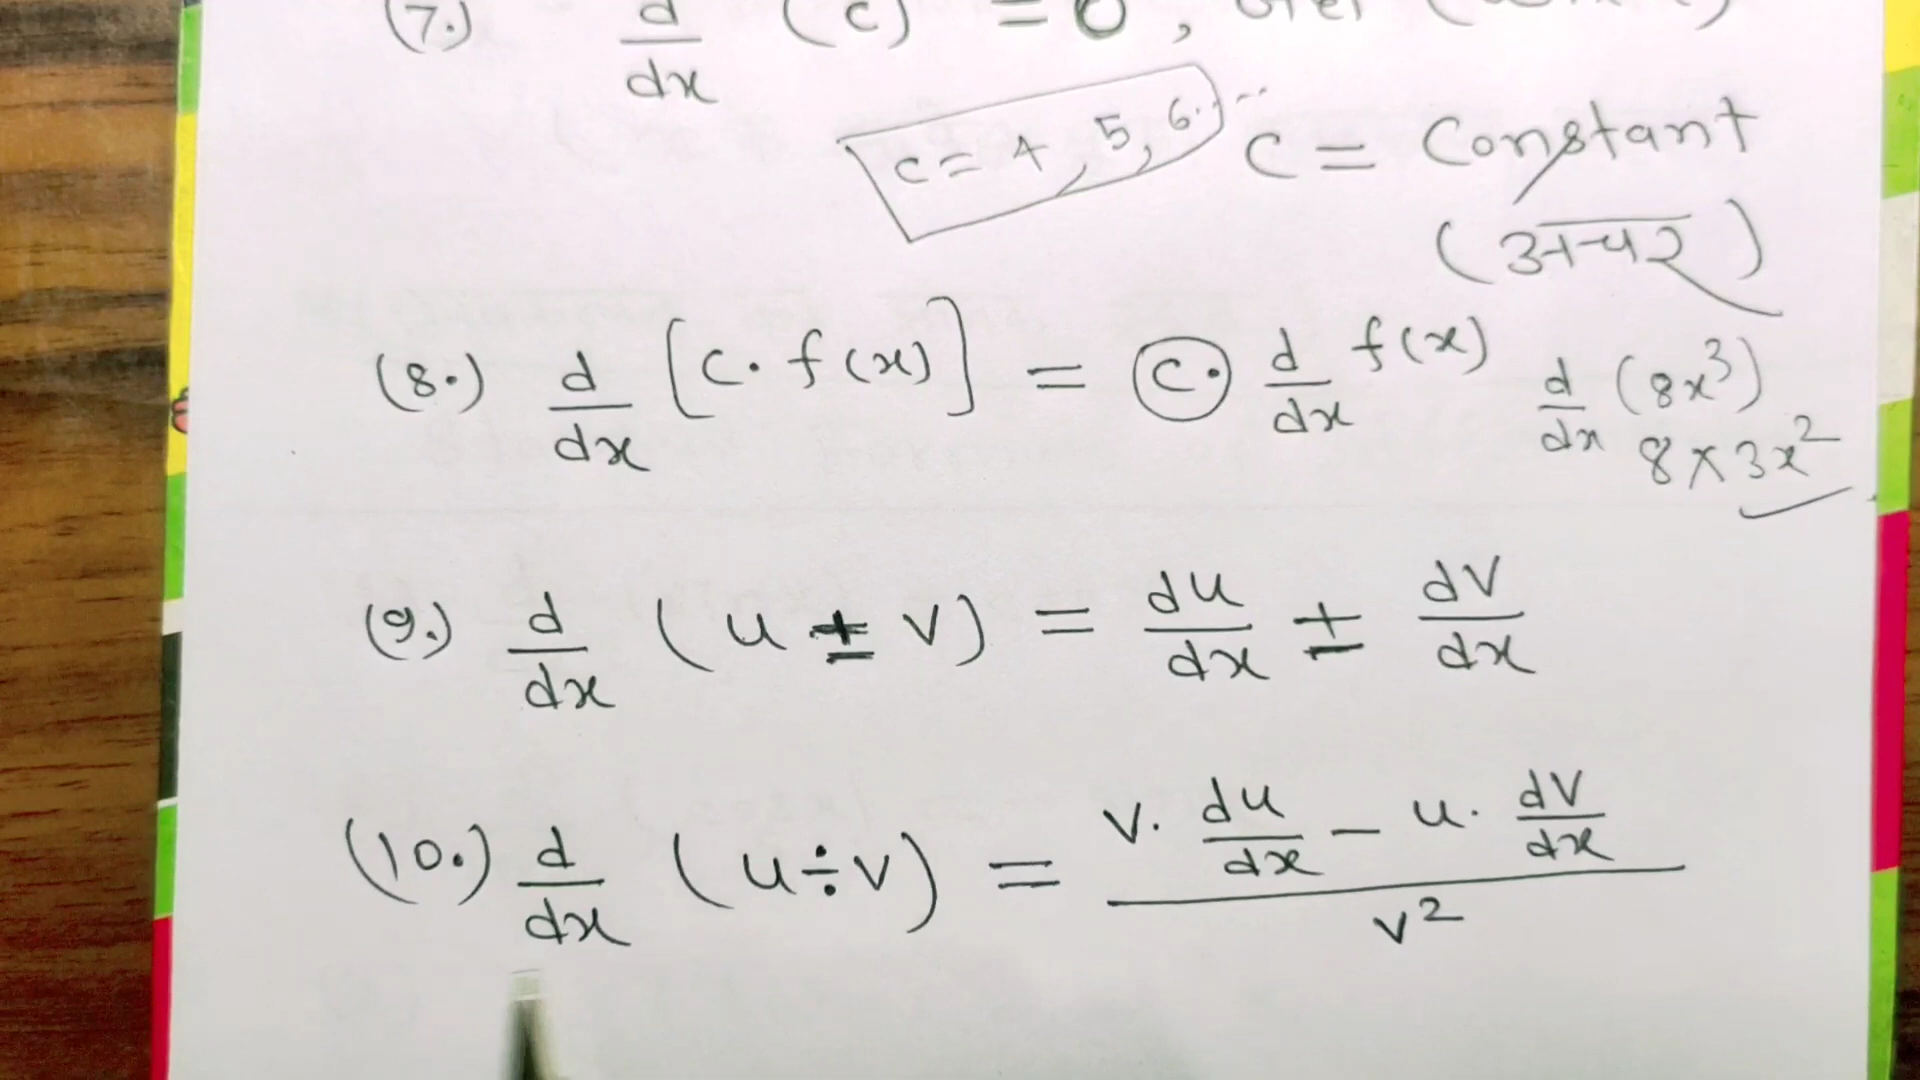 (7.) d/dx (c) = 0,
c = 4, 5, 6..... c = Constant
(अचर)
(8.) d/dx [c. f(x)] = c. d/dx f(x)
d/dx (8x³)
8 × 3x²
(9.) d/dx (u ± v) = du/dx ± dv/dx
(10.) d/dx (u ÷ v) = (v. du/dx - u. dv/dx)/v²